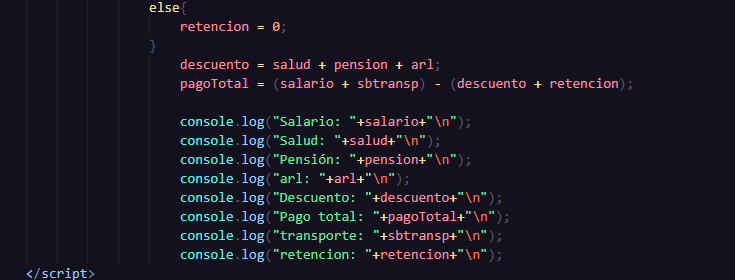 else{
retencion = 0;
}
descuento = salud + pension + arl;
pagoTotal = (salario + sbtransp) - (descuento + retencion);
console.log("Salario: "+salario+"\n");
console.log("Salud: "+salud+"\n");
console.log("Pensión: "+pension+"\n");
console.log("arl: "+arl+"\n");
console.log("Descuento: "+descuento+"\n");
console.log("Pago total: "+pagoTotal+"\n");
console.log("transporte: "+sbtransp+"\n");
console.log("retencion: "+retencion+"\n");
</script>